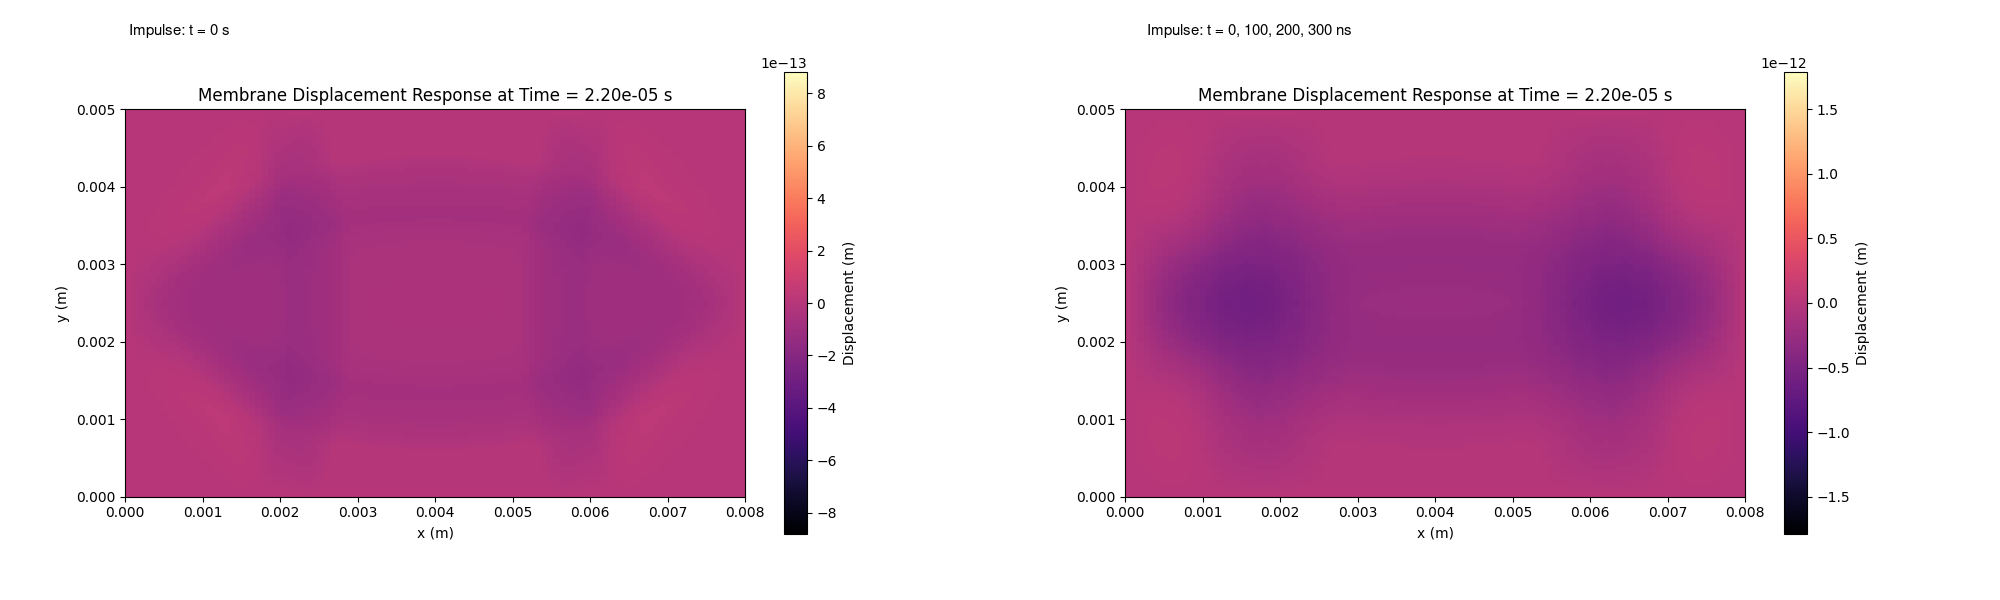 Impulse: t = 0 s
1e−13
Membrane Displacement Response at Time = 2.20e-05 s
0.005
0.004
0.003
0.002
0.001
0.000
y (m)
0.000 0.001 0.002 0.003 0.004 0.005 0.006 0.007 0.008
x (m)
8
6
4
2
0
−2
−4
−6
−8
Displacement (m)
Impulse: t = 0, 100, 200, 300 ns
1e−12
Membrane Displacement Response at Time = 2.20e-05 s
0.005
0.004
0.003
0.002
0.001
0.000
y (m)
0.000 0.001 0.002 0.003 0.004 0.005 0.006 0.007 0.008
x (m)
1.5
1.0
0.5
0.0
−0.5
−1.0
−1.5
Displacement (m)